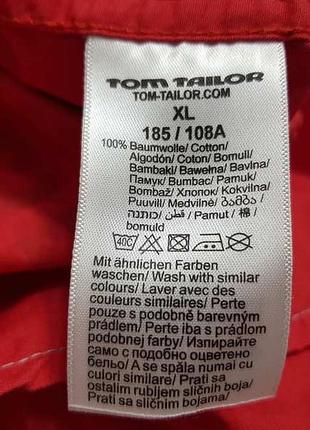 TOM TAILOR
TOM-TAILOR.COM
XL
185 / 108A
100% Baumwolle/ Cotton/
Algodón/ Coton/ Bomull/
Bambaki/ Bawełna/ Bavlna/
Памук/ Bumbac/ Pamuk/
Bombaž/ Хлопок/ Pokrovis/
Puuvill/ Medvilné/ ბამბა /
כותנה / قطن / Pamut / 棉 /
bomuld
40C
Mit ähnlichen Farben
waschen/ Wash with similar
colours/ Laver avec des
couleurs similaires/ Perte
pouze s podobně barevným
prádlem/ Perte iba s prádlom
podobnej farby/ Изпирайте
само с подобно оцветено
бельо/ A se spăla numai cu
culori similare/ Prati sa
ostalim rubljem sličnih boja/
Prati sa sličnim bojama/